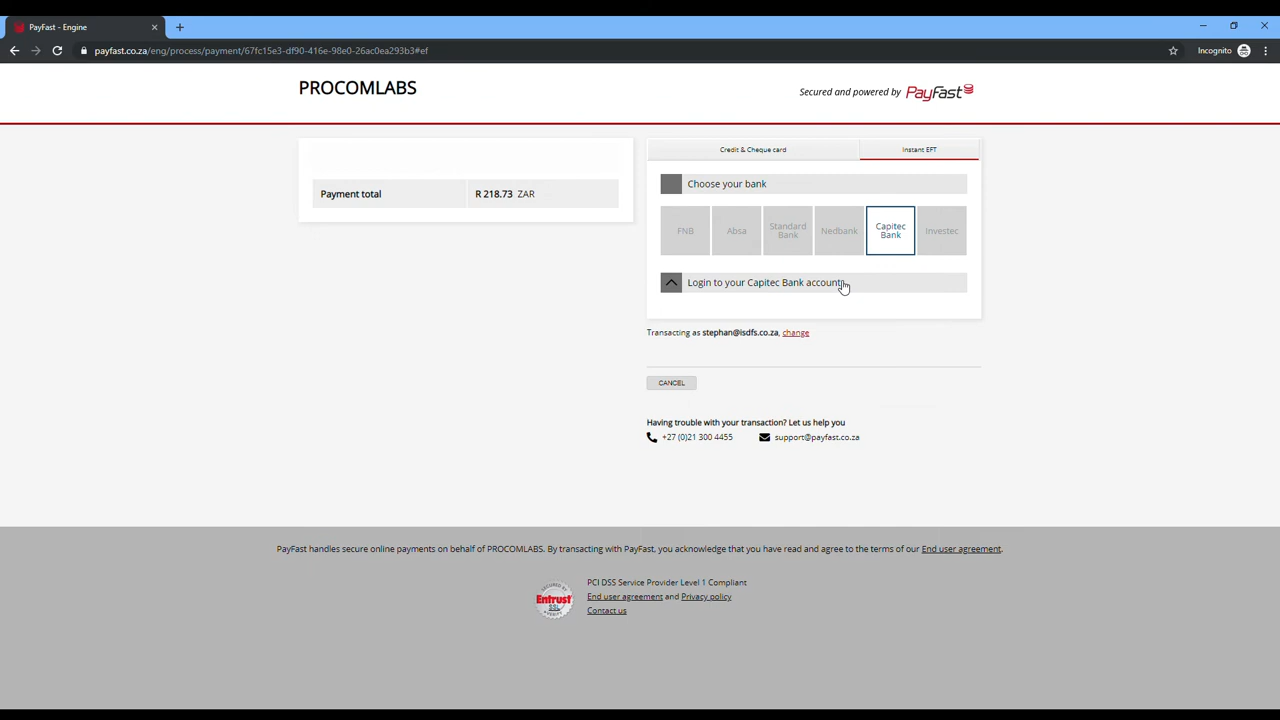 PayFast - Engine
payfast.co.za/eng/process/payment/67fc15e3-df90-416e-98e0-26ac0ea293b3#ef
Incognito
PROCOMLABS
Secured and powered by PayFast
Payment total R 218.73 ZAR
Credit & Cheque card Instant EFT
Choose your bank
FNB Absa Standard Bank Nedbank Capitec Bank Investec
Login to your Capitec Bank account
Transacting as stephan@isdfs.co.za, change
CANCEL
Having trouble with your transaction? Let us help you
+27 (0)21 300 4455 support@payfast.co.za
PayFast handles secure online payments on behalf of PROCOMLABS. By transacting with PayFast, you acknowledge that you have read and agree to the terms of our End user agreement.
SECURED BY
Entrust
SSL
PCI DSS Service Provider Level 1 Compliant
End user agreement and Privacy policy
Contact us